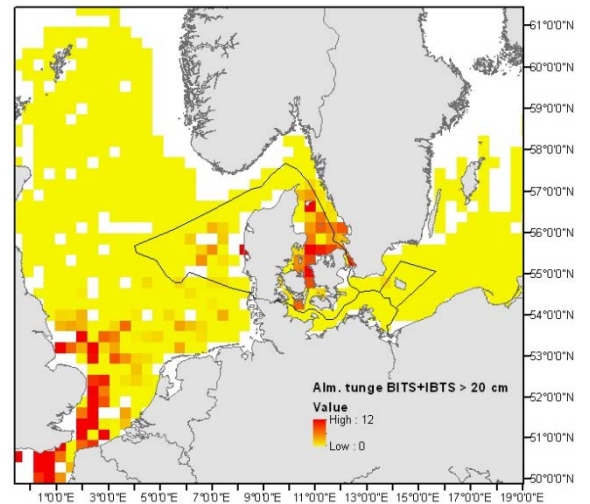 61°0'0"N
60°0'0"N
59°0'0"N
58°0'0"N
57°0'0"N
56°0'0"N
55°0'0"N
54°0'0"N
53°0'0"N
Alm. tunge BITS+IBTS > 20 cm
Value
52°0'0"N
High : 12
51°0'0"N
Low : 0
50°0'0"N
1°0'0"E 3°0'0"E 5°0'0"E 7°0'0"E 9°0'0"E 11°0'0"E 13°0'0"E 15°0'0"E 17°0'0"E 19°0'0"E